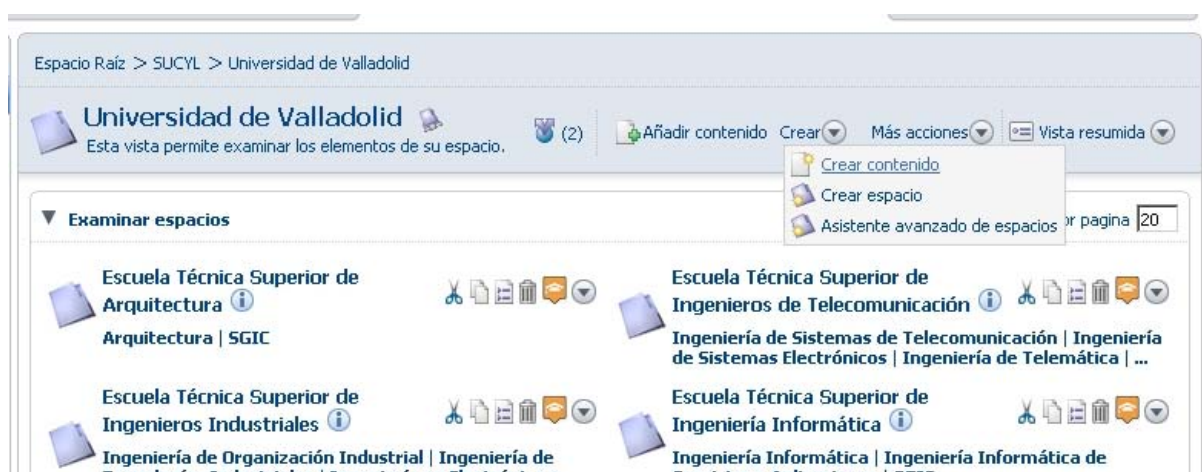 Espacio Raíz > SUCYL > Universidad de Valladolid
Universidad de Valladolid
Esta vista permite examinar los elementos de su espacio.
(2)
Añadir contenido Crear Más acciones Vista resumida
Crear contenido
Crear espacio
Asistente avanzado de espacios
Examinar espacios
pagina 20
Escuela Técnica Superior de
Arquitectura
Arquitectura | SGIC
Escuela Técnica Superior de
Ingenieros de Telecomunicación
Ingeniería de Sistemas de Telecomunicación | Ingeniería
de Sistemas Electrónicos | Ingeniería de Telemática | ...
Escuela Técnica Superior de
Ingenieros Industriales
Ingeniería de Organización Industrial | Ingeniería de
Escuela Técnica Superior de
Ingeniería Informática
Ingeniería Informática | Ingeniería Informática de